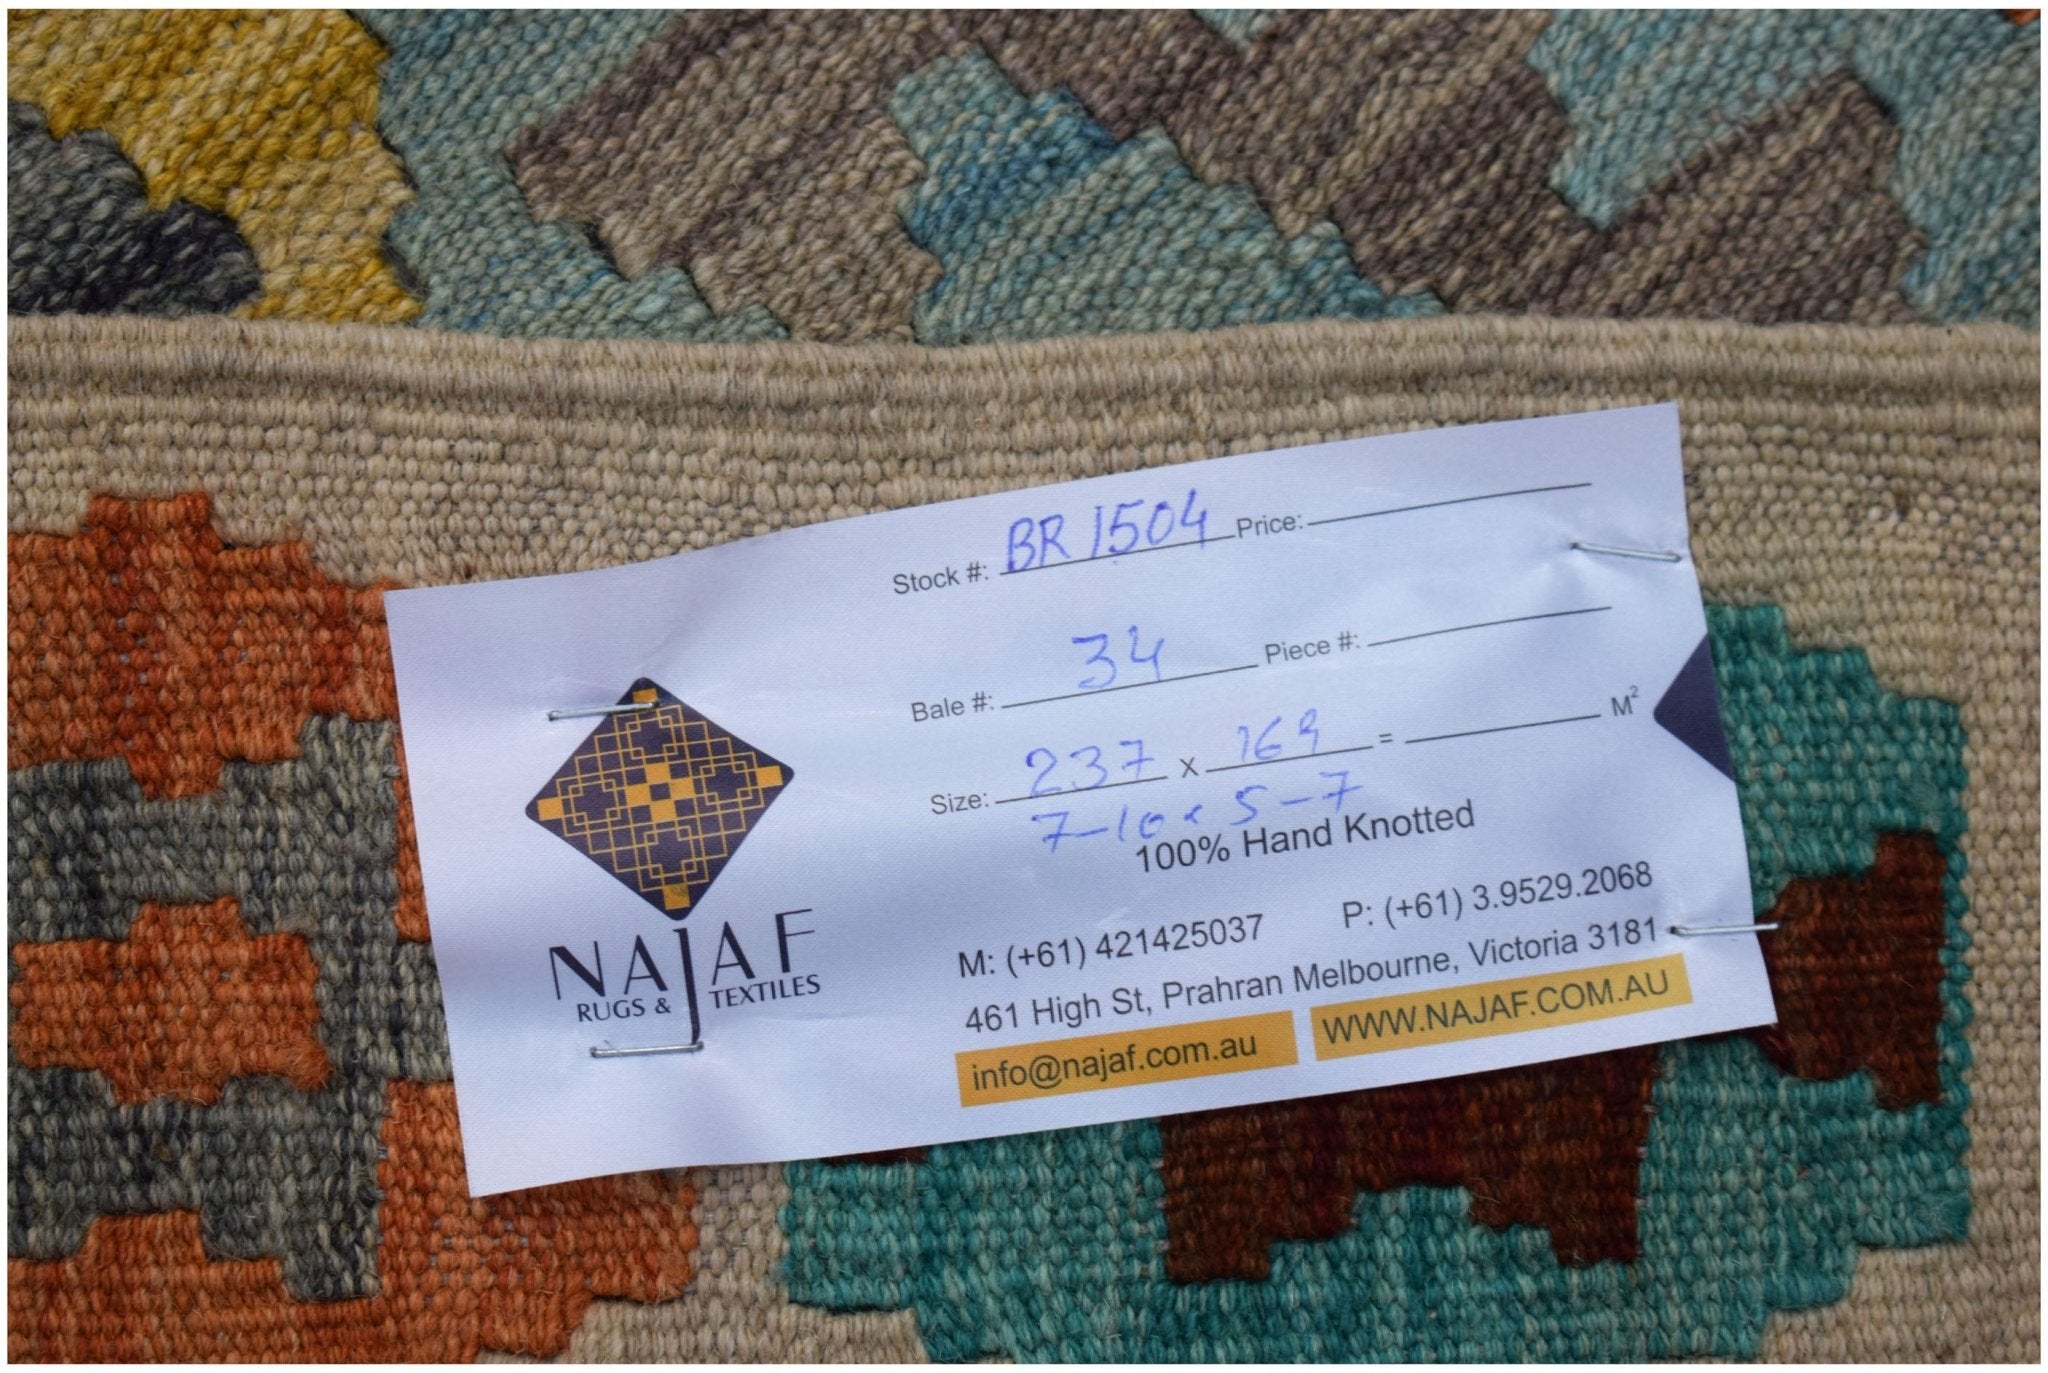 Stock #: BR 1504 Price:
Bale #: 34 Piece #:
Size: 237 x 169 = M²
7-10 x 5-7
100% Hand Knotted
M: (+61) 421425037 P: (+61) 3.9529.2068
461 High St, Prahran Melbourne, Victoria 3181
info@najaf.com.au WWW.NAJAF.COM.AU
NAJAF
RUGS & TEXTILES